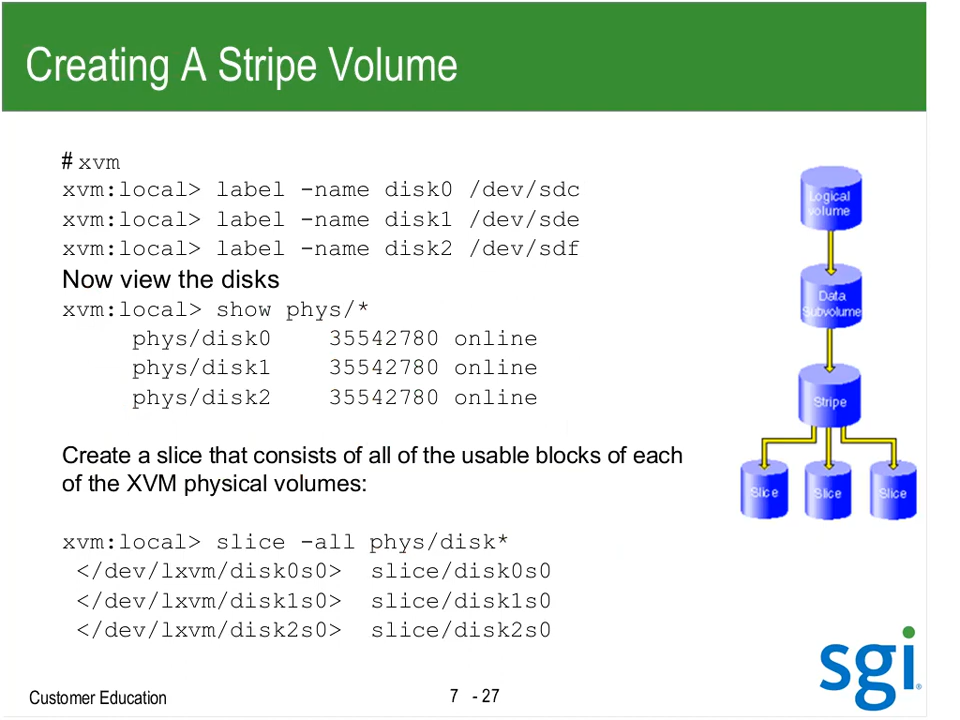 Creating A Stripe Volume
# xvm
xvm:local> label -name disk0 /dev/sdc
xvm:local> label -name disk1 /dev/sde
xvm:local> label -name disk2 /dev/sdf
Now view the disks
xvm:local> show phys/*
phys/disk0 35542780 online
phys/disk1 35542780 online
phys/disk2 35542780 online
Create a slice that consists of all of the usable blocks of each
of the XVM physical volumes:
xvm:local> slice -all phys/disk*
</dev/lxvm/disk0s0> slice/disk0s0
</dev/lxvm/disk1s0> slice/disk1s0
</dev/lxvm/disk2s0> slice/disk2s0
Logical
volume
Data
Subvolume
Stripe
Slice
Slice
Slice
sgi®
Customer Education
7 - 27